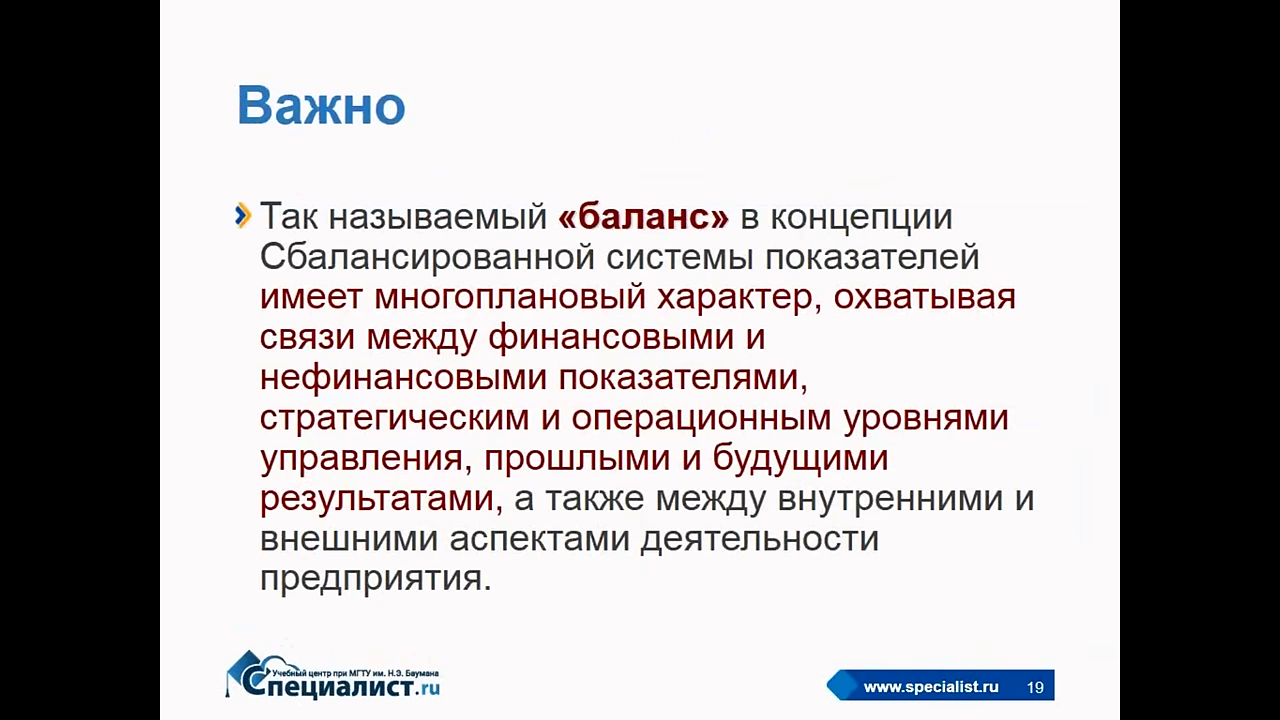 Важно
Так называемый «баланс» в концепции
Сбалансированной системы показателей
имеет многоплановый характер, охватывая
связи между финансовыми и
нефинансовыми показателями,
стратегическим и операционным уровнями
управления, прошлыми и будущими
результатами, а также между внутренними и
внешними аспектами деятельности
предприятия.
Учебный центр при МГТУ им. Н.Э. Баумана
Специалист.ru
www.specialist.ru 19